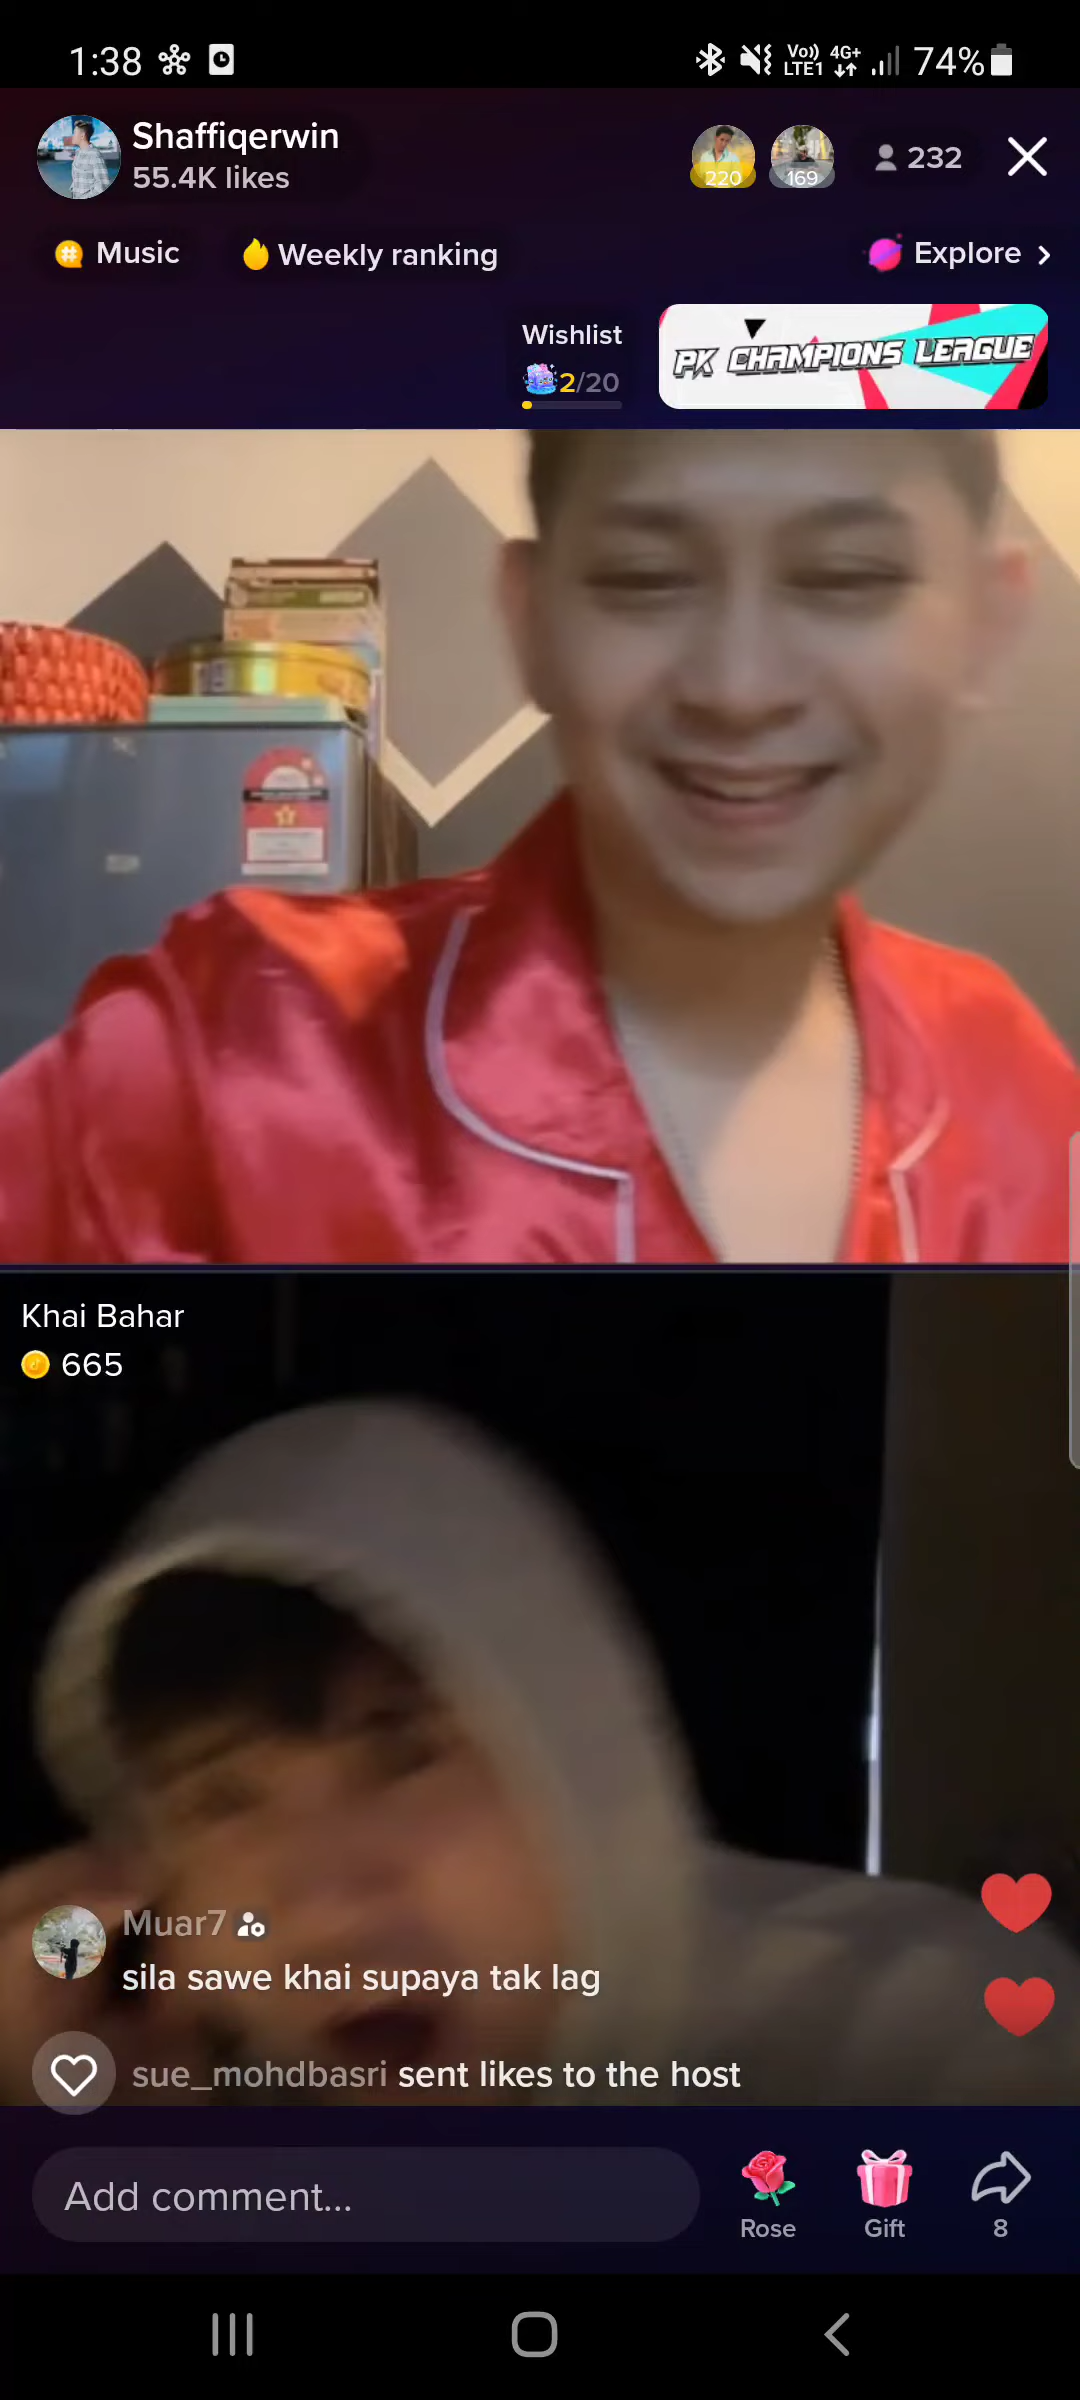 1:38
Vo)) LTE1 4G+ 74%
Shaffiqerwin
55.4K likes
220
169
232
Music
Weekly ranking
Explore
Wishlist
2/20
PK CHAMPIONS LEAGUE
Khai Bahar
665
Muar7
sila sawe khai supaya tak lag
sue_mohdbasri sent likes to the host
Add comment...
Rose
Gift
8